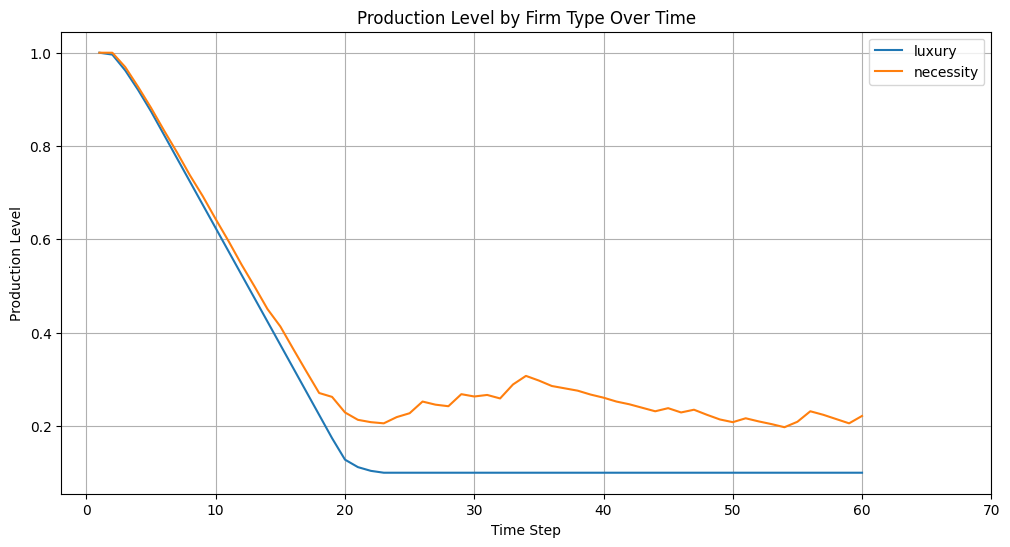 Production Level by Firm Type Over Time
luxury
necessity
Production Level
1.0
0.8
0.6
0.4
0.2
0 10 20 30 40 50 60 70
Time Step